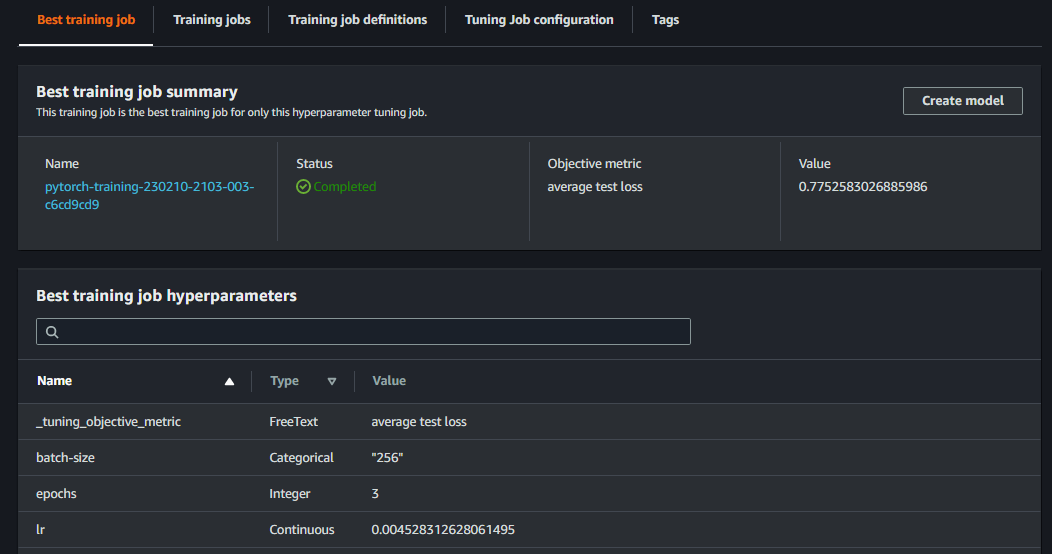 Best training job Training jobs Training job definitions Tuning Job configuration Tags
Best training job summary
This training job is the best training job for only this hyperparameter tuning job.
Create model
Name Status Objective metric Value
pytorch-training-230210-2103-003-
c6cd9cd9
Completed
average test loss
0.7752583026885986
Best training job hyperparameters
Name Type Value
_tuning_objective_metric FreeText average test loss
batch-size Categorical "256"
epochs Integer 3
lr Continuous 0.004528312628061495